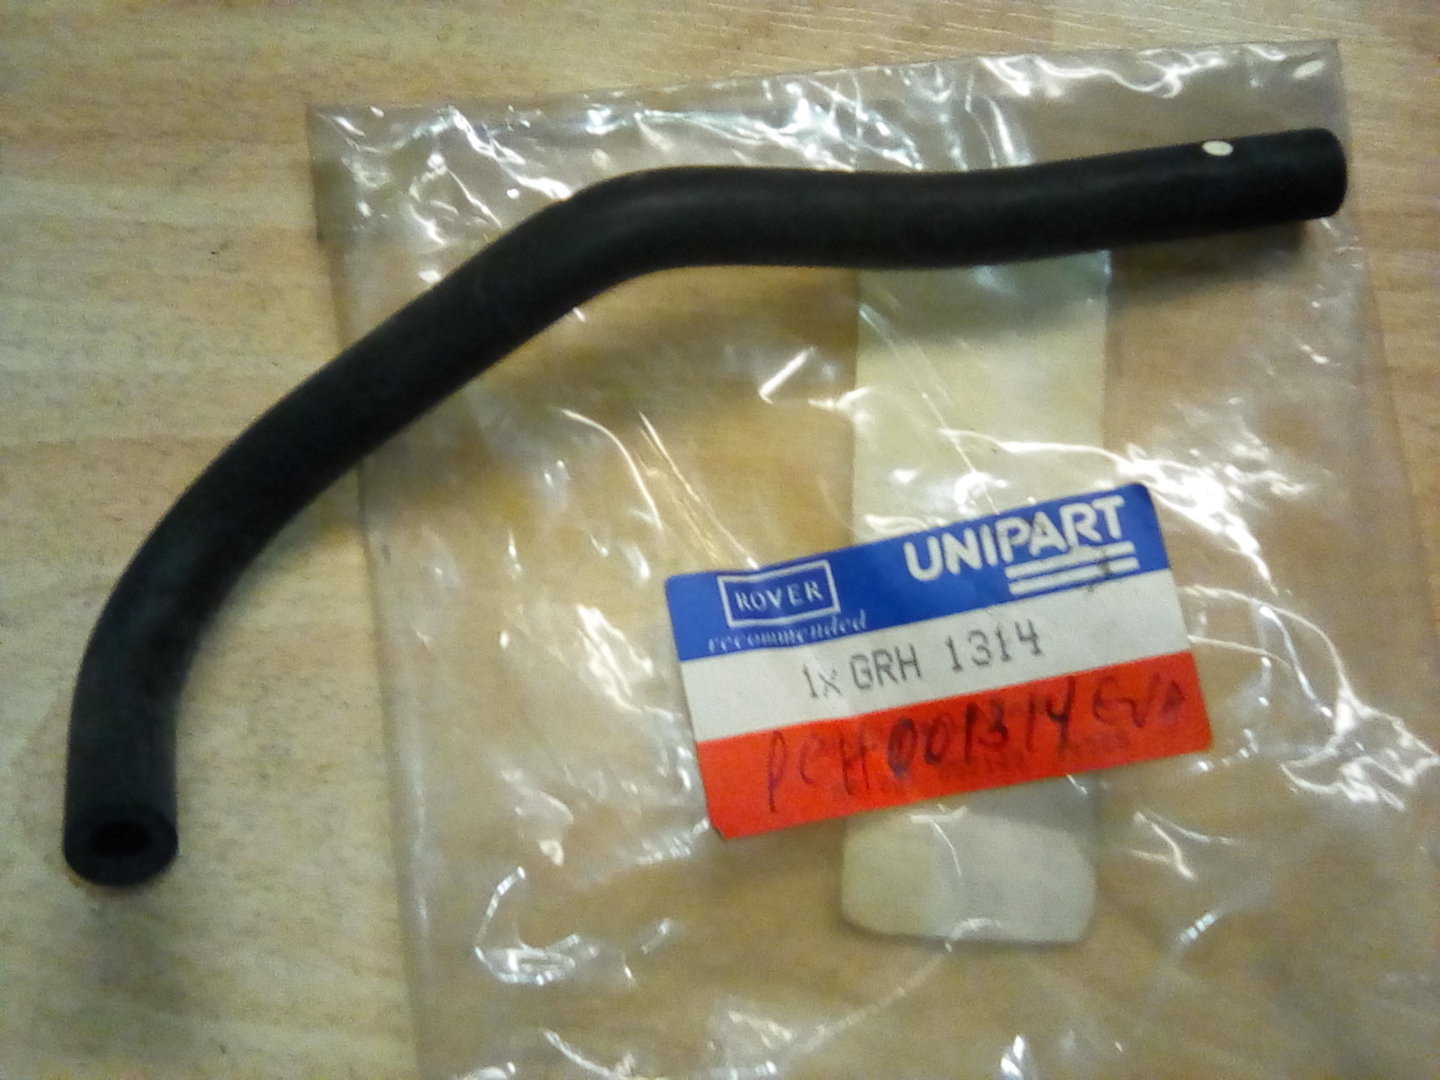 UNIPART
ROVER
recommended
1x GRH 1314
PCH001314